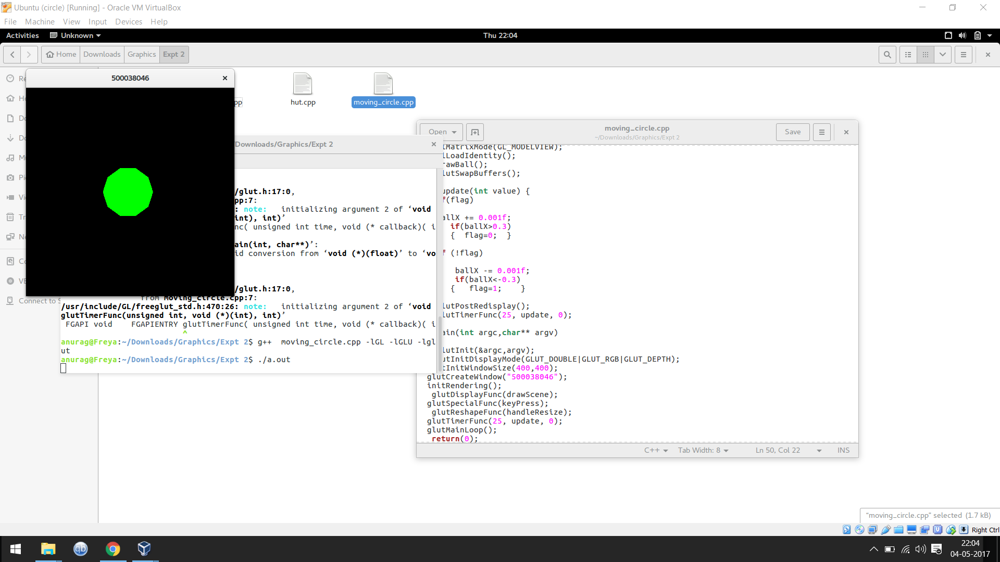 Ubuntu (circle) [Running] - Oracle VM VirtualBox
File Machine View Input Devices Help
Activities Unknown Thu 22:04
Home Downloads Graphics Expt 2
hut.cpp
moving_circle.cpp
pp
500038046
Re
H
D
D
M
Pi
Vi
Tr
N
C
VB
Connect to S
Downloads/Graphics/Expt 2
/glut.h:17:0,
pp:7:
: note:   initializing argument 2 of ‘void
int), int)’
nc( unsigned int time, void (* callback)( i
ain(int, char**)’:
id conversion from ‘void (*)(float)’ to ‘vo
/glut.h:17:0,
from moving_circle.cpp:7:
/usr/include/GL/freeglut_std.h:470:26: note:   initializing argument 2 of ‘void
glutTimerFunc(unsigned int, void (*)(int), int)’
FGAPI void    FGAPIENTRY glutTimerFunc( unsigned int time, void (* callback)( i
^
anurag@Freya:~/Downloads/Graphics/Expt 2$ g++  moving_circle.cpp -lGL -lGLU -lgl
ut
anurag@Freya:~/Downloads/Graphics/Expt 2$ ./a.out
Open
moving_circle.cpp
~/Downloads/Graphics/Expt 2
Save
lMatrixMode(GL_MODELVIEW);
lLoadIdentity();
rawBall();
lutSwapBuffers();
update(int value) {
f(flag)
allX += 0.001f;
if(ballX>0.3)
{  flag=0;  }
f (!flag)
ballX -= 0.001f;
if(ballX<-0.3)
{   flag=1;    }
lutPostRedisplay();
lutTimerFunc(25, update, 0);
ain(int argc,char** argv)
lutInit(&argc,argv);
utInitDisplayMode(GLUT_DOUBLE|GLUT_RGB|GLUT_DEPTH);
tInitWindowSize(400,400);
glutCreateWindow("500038046");
initRendering();
glutDisplayFunc(drawScene);
glutSpecialFunc(keyPress);
glutReshapeFunc(handleResize);
glutTimerFunc(25, update, 0);
glutMainLoop();
return(0);
C++ Tab Width: 8 Ln 50, Col 22 INS
“moving_circle.cpp” selected (1.7 kB)
Right Ctrl
qb
22:04
04-05-2017